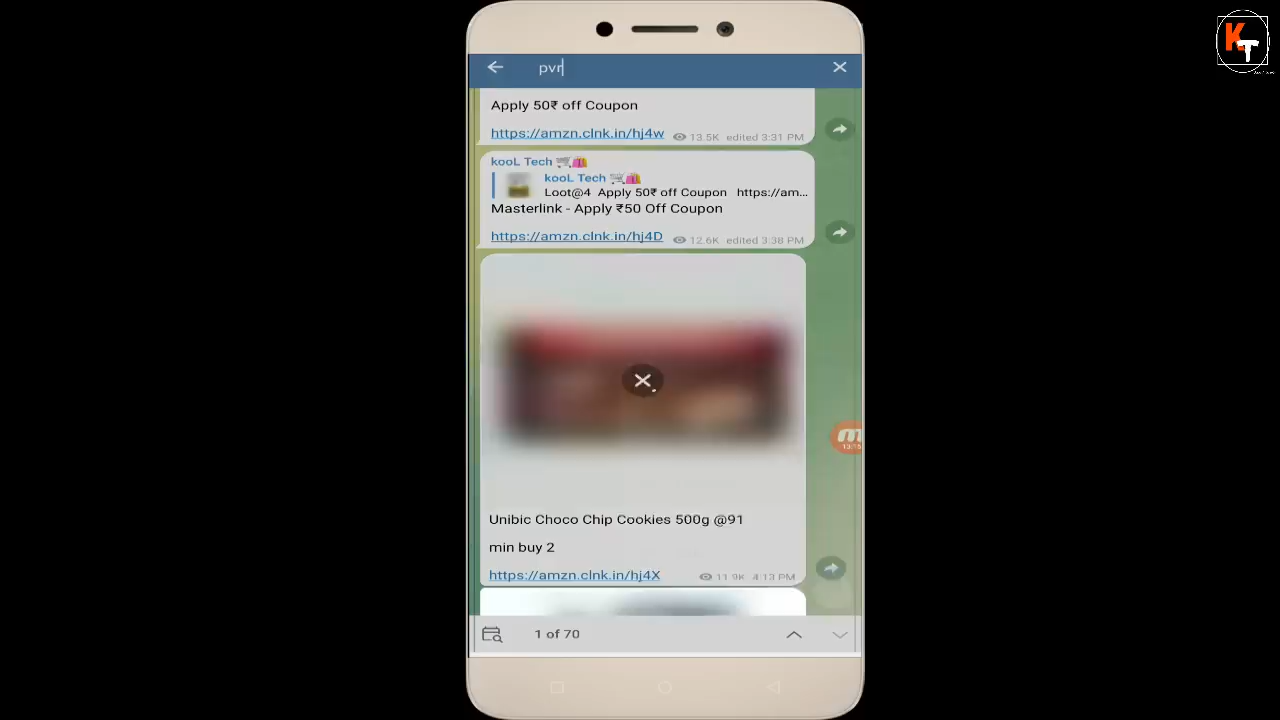 KT
pvr
Apply 50₹ off Coupon
https://amzn.clnk.in/hj4w 13.5K edited 3:31 PM
kooL Tech
kooL Tech
Loot@4 Apply 50₹ off Coupon https://am...
Masterlink - Apply ₹50 Off Coupon
https://amzn.clnk.in/hj4D 12.6K edited 3:38 PM
Unibic Choco Chip Cookies 500g @91
min buy 2
https://amzn.clnk.in/hj4X 11.9K 4:13 PM
1 of 70